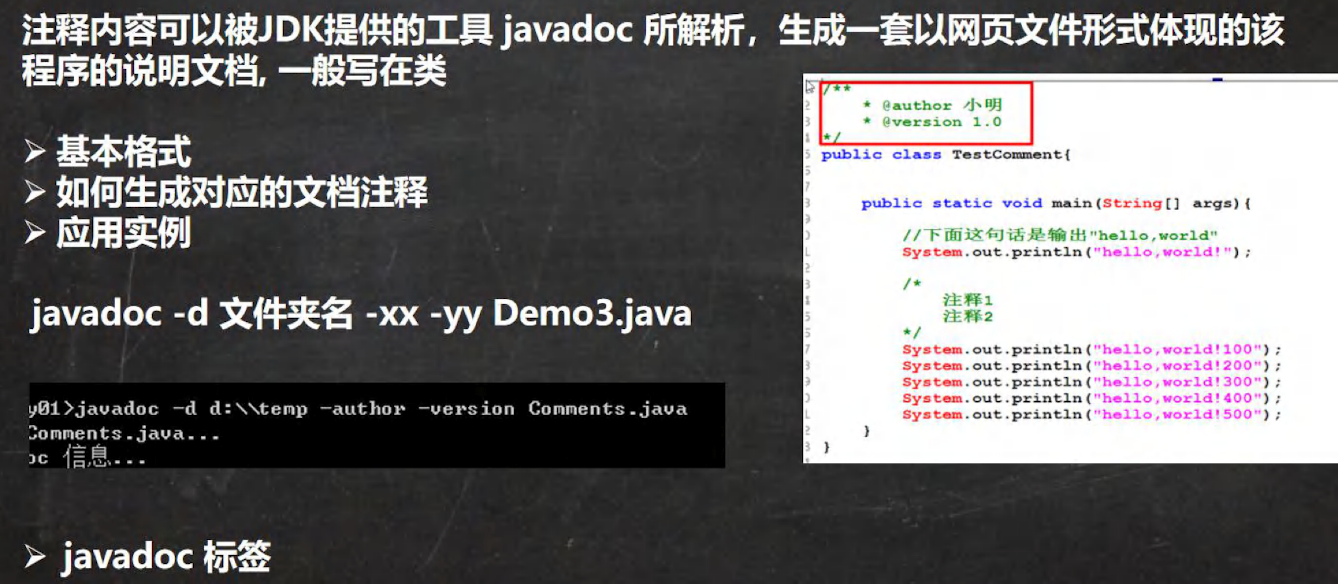 注释内容可以被JDK提供的工具 javadoc 所解析，生成一套以网页文件形式体现的该
程序的说明文档, 一般写在类
➢ 基本格式
➢ 如何生成对应的文档注释
➢ 应用实例
javadoc -d 文件夹名 -xx -yy Demo3.java
y01>javadoc -d d:\\temp -author -version Comments.java
Comments.java...
oc 信息...
➢ javadoc 标签
/**
* @author 小明
* @version 1.0
*/
public class TestComment{
public static void main(String[] args){
//下面这句话是输出"hello,world"
System.out.println("hello,world!");
/*
注释1
注释2
*/
System.out.println("hello,world!100");
System.out.println("hello,world!200");
System.out.println("hello,world!300");
System.out.println("hello,world!400");
System.out.println("hello,world!500");
}
}